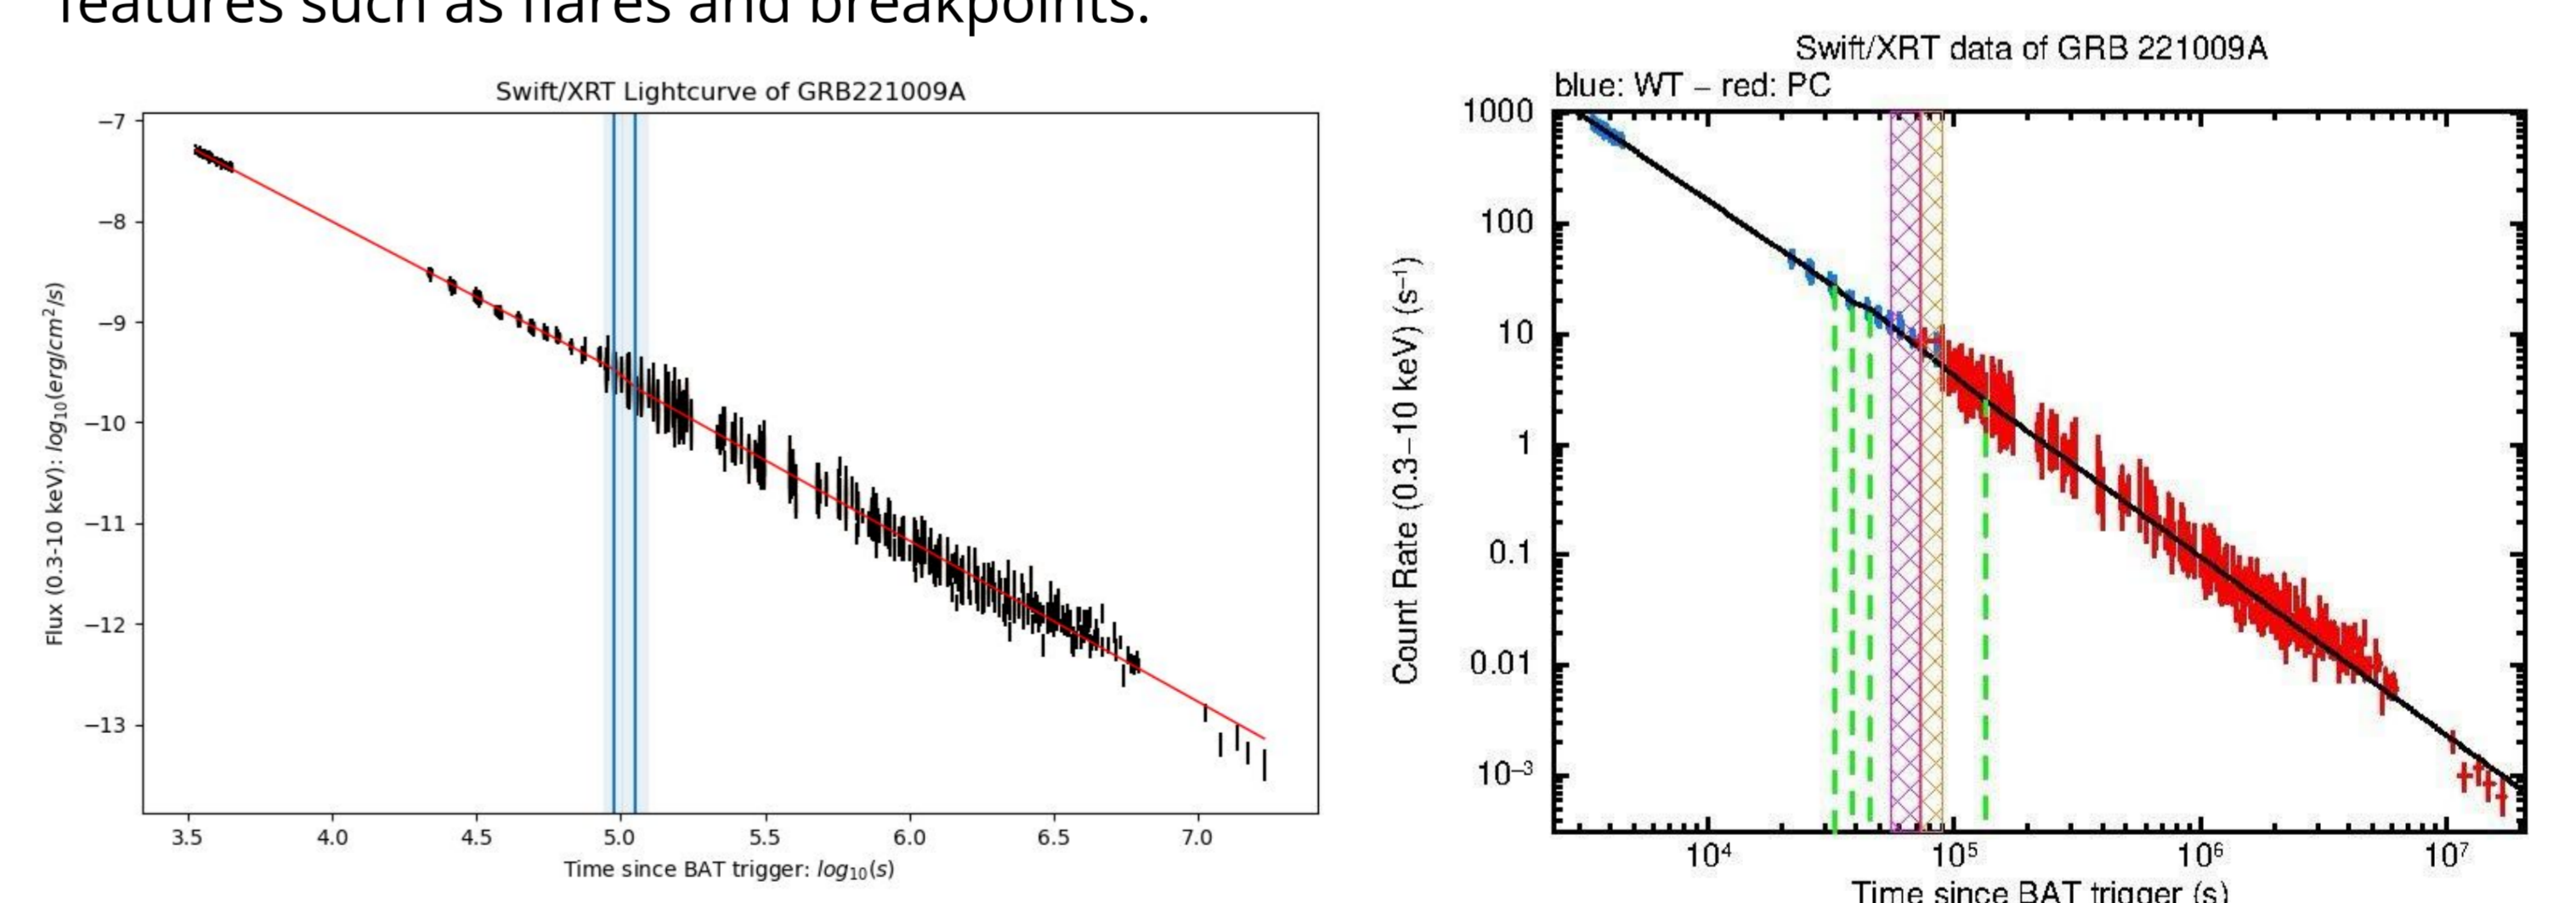 features such as flares and breakpoints.
Swift/XRT Lightcurve of GRB221009A
−7
−8
−9
−10
−11
−12
−13
Flux (0.3-10 keV): log₁₀(erg/cm²/s)
3.5 4.0 4.5 5.0 5.5 6.0 6.5 7.0
Time since BAT trigger: log₁₀(s)
Swift/XRT data of GRB 221009A
blue: WT – red: PC
1000
100
10
1
0.1
0.01
10⁻³
Count Rate (0.3–10 keV) (s⁻¹)
10⁴ 10⁵ 10⁶ 10⁷
Time since BAT trigger (s)